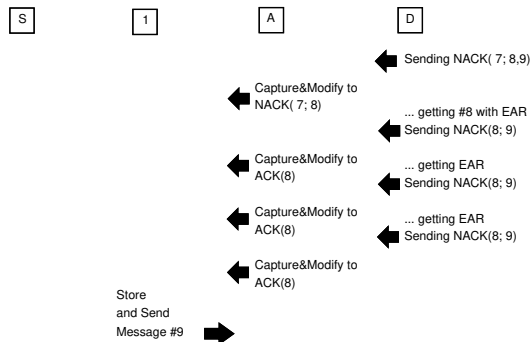 S 1 A D
Sending NACK( 7; 8,9)
Capture&Modify to
NACK( 7; 8)
... getting #8 with EAR
Sending NACK(8; 9)
Capture&Modify to
ACK(8)
... getting EAR
Sending NACK(8; 9)
Capture&Modify to
ACK(8)
... getting EAR
Sending NACK(8; 9)
Capture&Modify to
ACK(8)
Store
and Send
Message #9